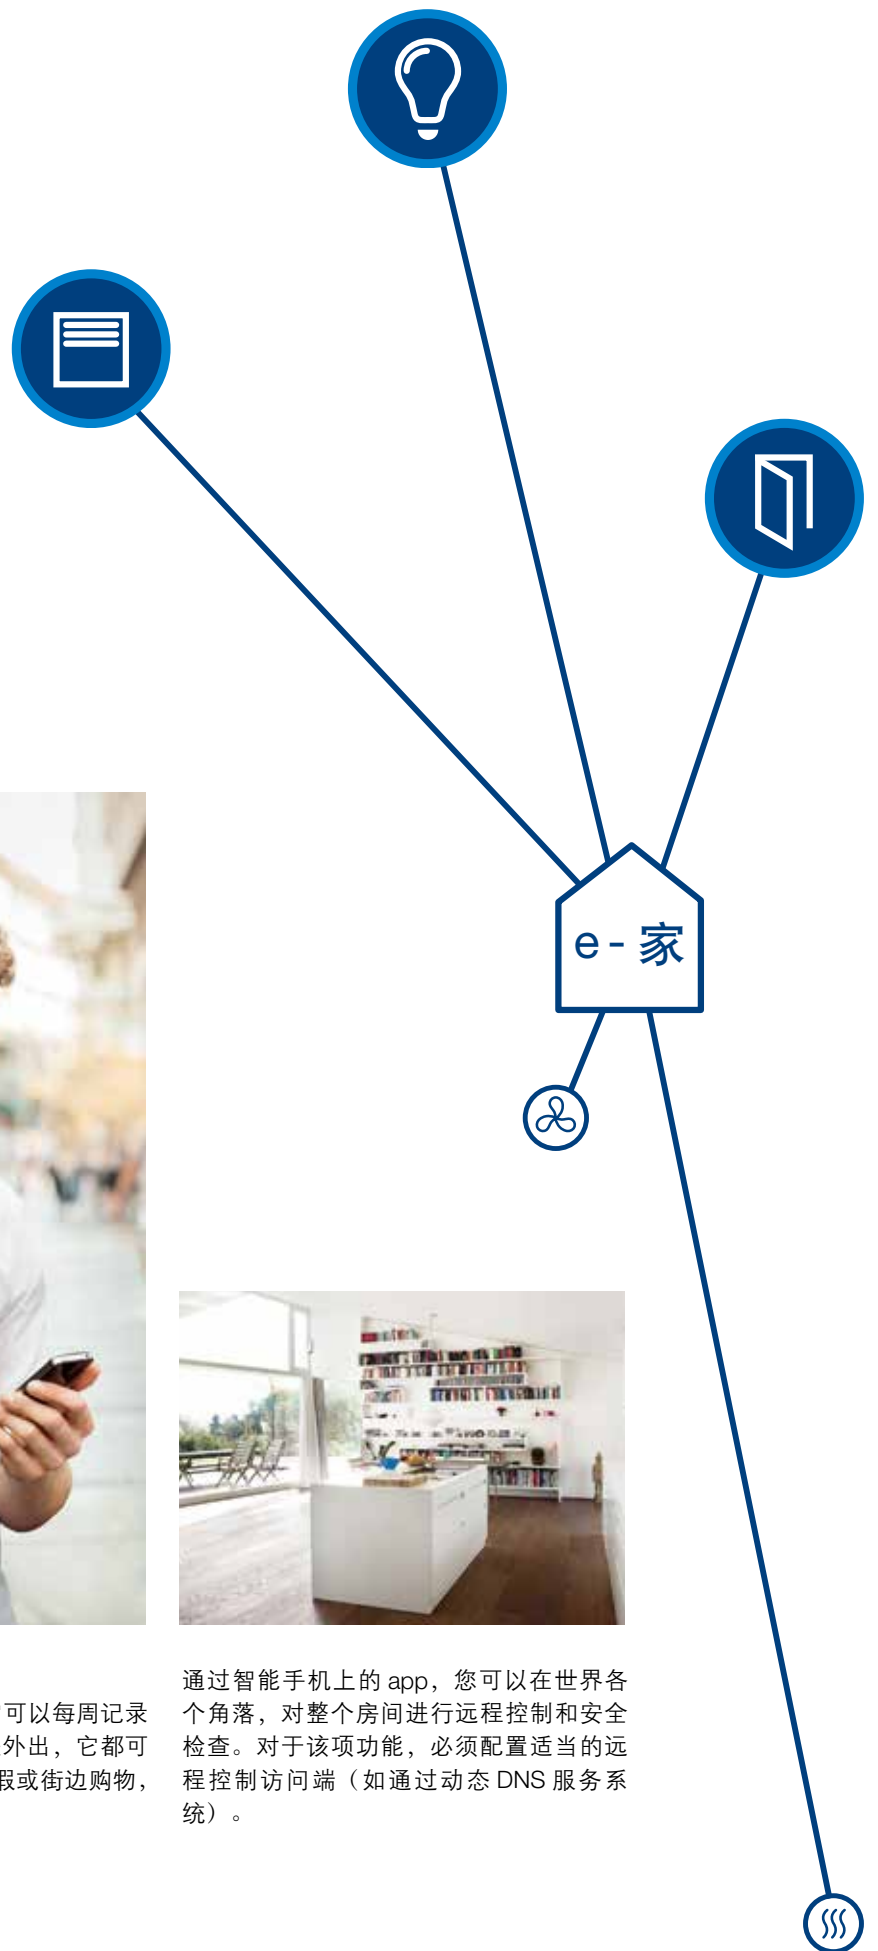 e - 家
可以每周记录
外出，它都可
假或街边购物，
通过智能手机上的 app，您可以在世界各
个角落，对整个房间进行远程控制和安全
检查。对于该项功能，必须配置适当的远
程控制访问端（如通过动态 DNS 服务系
统）。